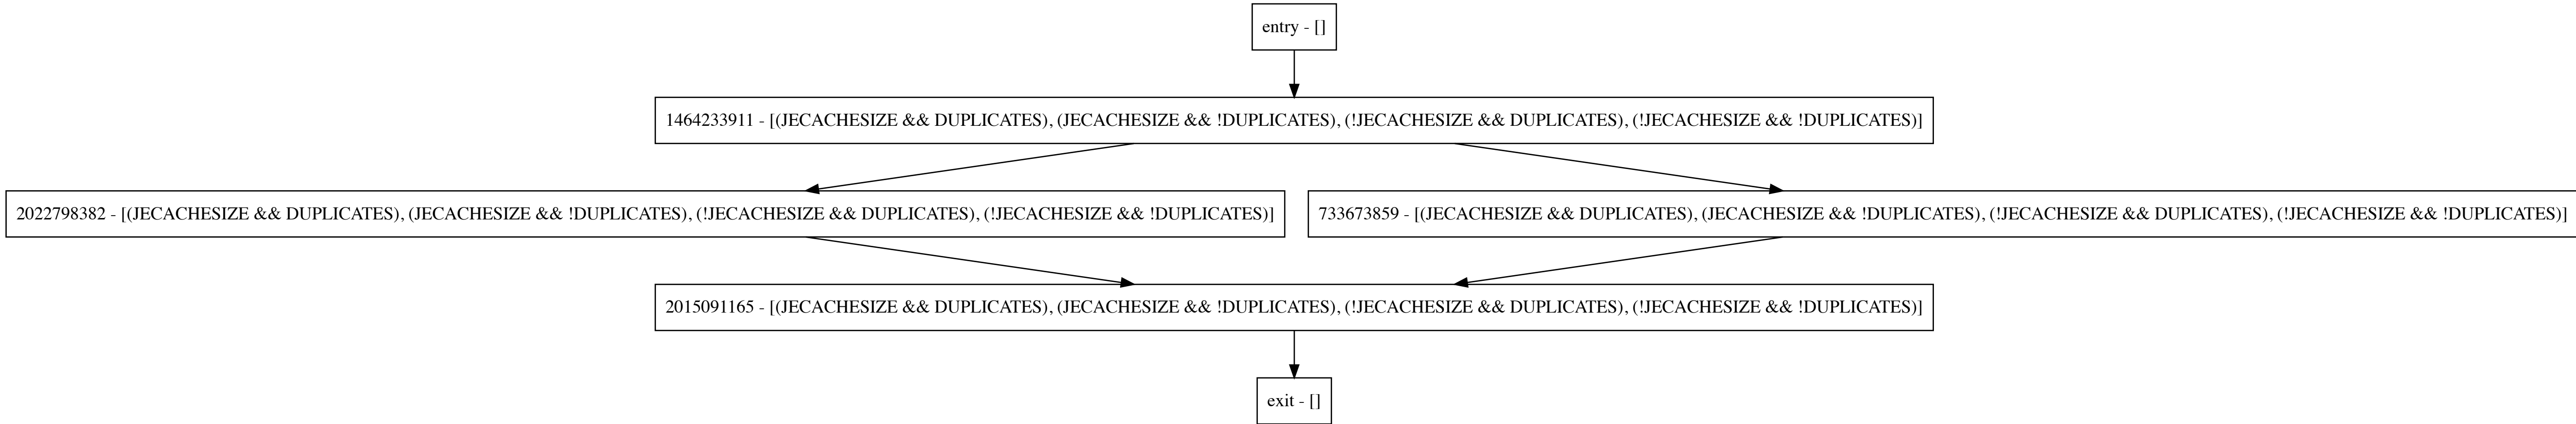 entry - []
1464233911 - [(JECACHESIZE && DUPLICATES), (JECACHESIZE && !DUPLICATES), (!JECACHESIZE && DUPLICATES), (!JECACHESIZE && !DUPLICATES)]
2022798382 - [(JECACHESIZE && DUPLICATES), (JECACHESIZE && !DUPLICATES), (!JECACHESIZE && DUPLICATES), (!JECACHESIZE && !DUPLICATES)]
733673859 - [(JECACHESIZE && DUPLICATES), (JECACHESIZE && !DUPLICATES), (!JECACHESIZE && DUPLICATES), (!JECACHESIZE && !DUPLICATES)]
2015091165 - [(JECACHESIZE && DUPLICATES), (JECACHESIZE && !DUPLICATES), (!JECACHESIZE && DUPLICATES), (!JECACHESIZE && !DUPLICATES)]
exit - []